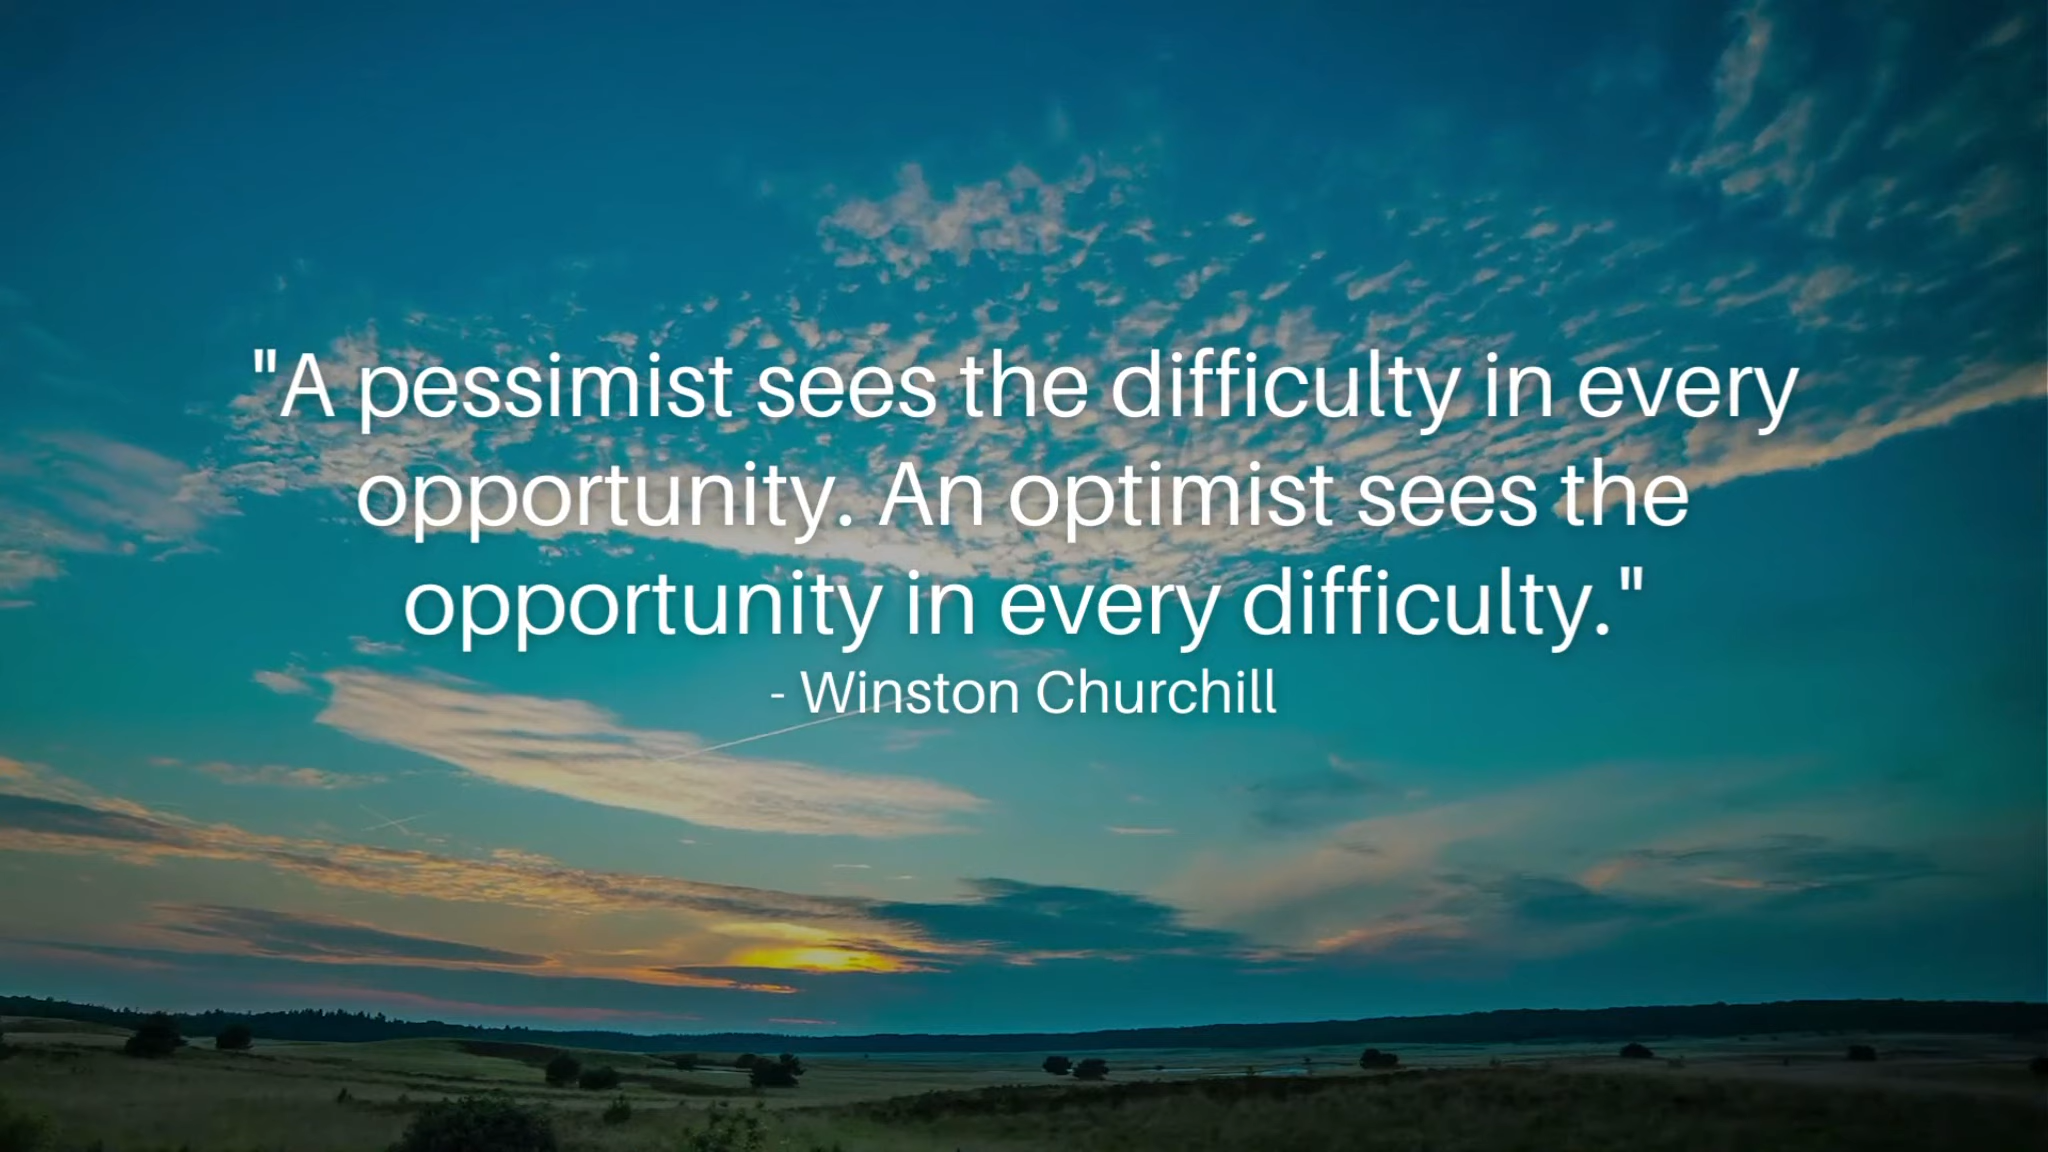 "A pessimist sees the difficulty in every
opportunity. An optimist sees the
opportunity in every difficulty."
- Winston Churchill